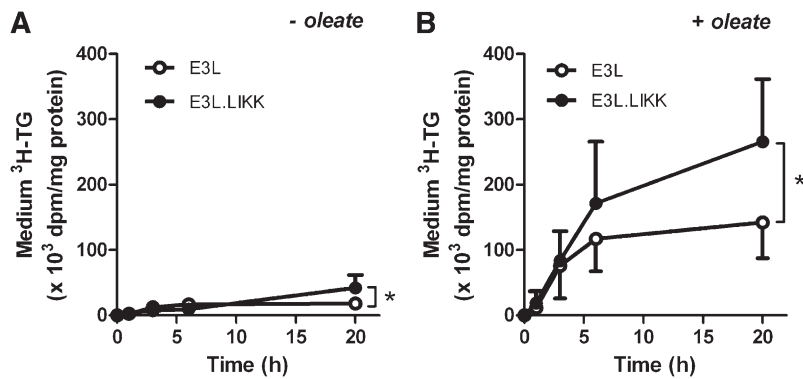 A
- oleate
400
300
200
100
0
Medium ³H-TG
(x 10³ dpm/mg protein)
E3L
E3L.LIKK
*
0 5 10 15 20
Time (h)
B
+ oleate
400
300
200
100
0
Medium ³H-TG
(x 10³ dpm/mg protein)
E3L
E3L.LIKK
*
0 5 10 15 20
Time (h)